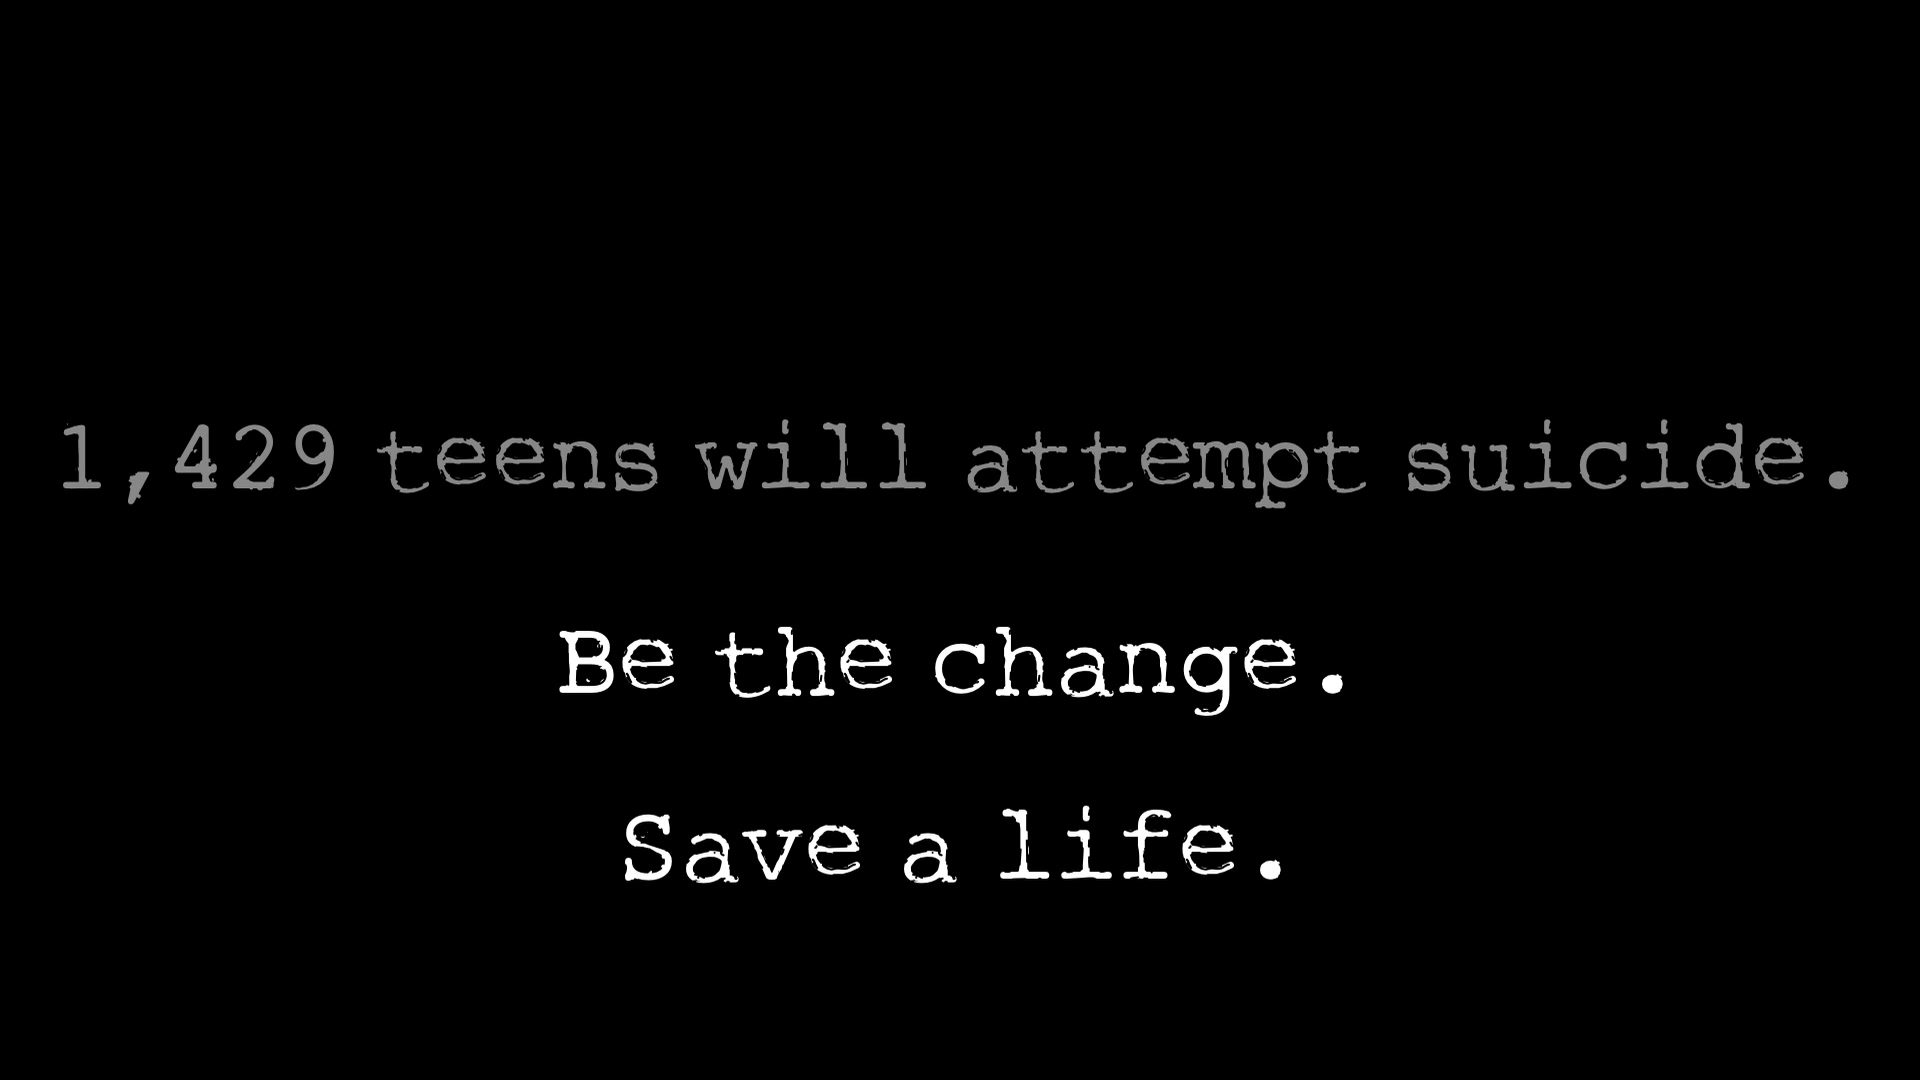 1,429 teens will attempt suicide.
Be the change.
Save a life.